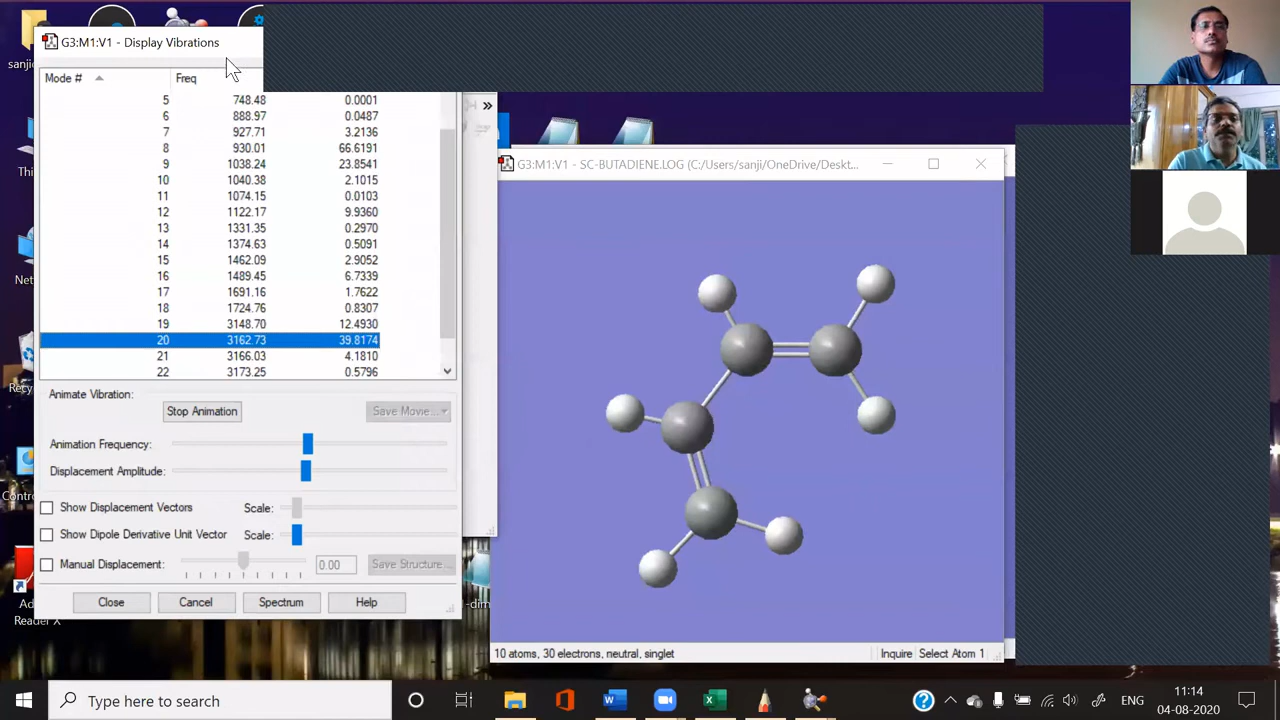 sanji
G3:M1:V1 - Display Vibrations
Mode # Freq
5 748.48 0.0001
6 888.97 0.0487
7 927.71 3.2136
8 930.01 66.6191
9 1038.24 23.8541
10 1040.38 2.1015
11 1074.15 0.0103
12 1122.17 9.9360
13 1331.35 0.2970
14 1374.63 0.5091
15 1462.09 2.9052
16 1489.45 6.7339
17 1691.16 1.7622
18 1724.76 0.8307
19 3148.70 12.4930
20 3162.73 39.8174
21 3166.03 4.1810
22 3173.25 0.5796
Animate Vibration:
Stop Animation Save Movie...
Animation Frequency:
Displacement Amplitude:
Show Displacement Vectors Scale:
Show Dipole Derivative Unit Vector Scale:
Manual Displacement: 0.00 Save Structure...
Close Cancel Spectrum Help
»
G3:M1:V1 - SC-BUTADIENE.LOG (C:/Users/sanji/OneDrive/Deskt...
10 atoms, 30 electrons, neutral, singlet
Inquire Select Atom 1
Net
Recy
Contro
Ad
Reader X
-dim
Type here to search
ENG
11:14
04-08-2020